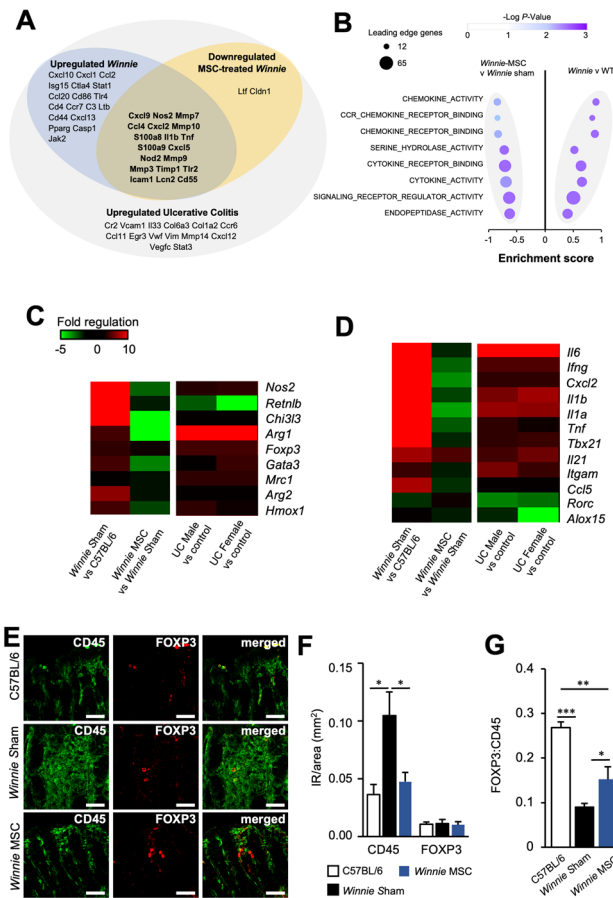 A
Upregulated Winnie
Cxcl10 Cxcl1 Ccl2
Isg15 Ctla4 Stat1
Ccl20 Cd86 Tlr4
Cd4 Ccr7 C3 Ltb
Cd44 Cxcl13
Pparg Casp1
Jak2
Downregulated
MSC-treated Winnie
Ltf Cldn1
Cxcl9 Nos2 Mmp7
Ccl4 Cxcl2 Mmp10
S100a8 Il1b Tnf
S100a9 Cxcl5
Nod2 Mmp9
Mmp3 Timp1 Tlr2
Icam1 Lcn2 Cd55
Upregulated Ulcerative Colitis
Cr2 Vcam1 Il33 Col6a3 Col1a2 Ccr6
Ccl11 Egr3 Vwf Vim Mmp14 Cxcl12
Vegfc Stat3
B
-Log P-Value
0 1 2 3
Leading edge genes
12
65
Winnie-MSC
v Winnie sham
Winnie v WT
CHEMOKINE_ACTIVITY
CCR_CHEMOKINE_RECEPTOR_BINDING
CHEMOKINE_RECEPTOR_BINDING
SERINE_HYDROLASE_ACTIVITY
CYTOKINE_RECEPTOR_BINDING
CYTOKINE_ACTIVITY
SIGNALING_RECEPTOR_REGULATOR_ACTIVITY
ENDOPEPTIDASE_ACTIVITY
-1 -0.5 0 0.5 1
Enrichment score
C
Fold regulation
-5 10
Nos2
Retnlb
Chi3l3
Arg1
Foxp3
Gata3
Mrc1
Arg2
Hmox1
Winnie Sham
vs C57BL/6
Winnie MSC
vs Winnie Sham
UC Male
vs control
UC Female
vs control
D
Il6
Ifng
Cxcl2
Il1b
Il1a
Tnf
Tbx21
Il21
Itgam
Ccl5
Rorc
Alox15
Winnie Sham
vs C57BL/6
Winnie MSC
vs Winnie Sham
UC Male
vs control
UC Female
vs control
E
CD45 FOXP3 merged
C57BL/6
CD45 FOXP3 merged
Winnie Sham
CD45 FOXP3 merged
Winnie MSC
F
IR/area (mm²)
0.15
0.10
0.05
0.00
* *
CD45 FOXP3
C57BL/6 Winnie MSC
Winnie Sham
G
FOXP3:CD45
0.4
0.3
0.2
0.1
0.0
**
***
*
C57BL/6
Winnie Sham
Winnie MSC